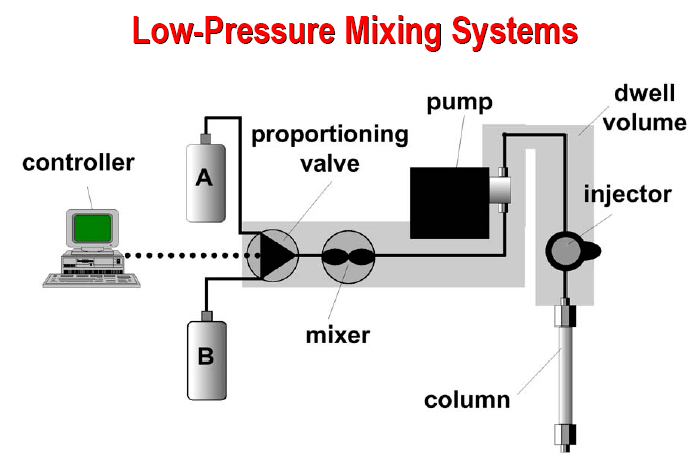 Low-Pressure Mixing Systems
dwell
volume
pump
proportioning
valve
controller
A
injector
mixer
B
column